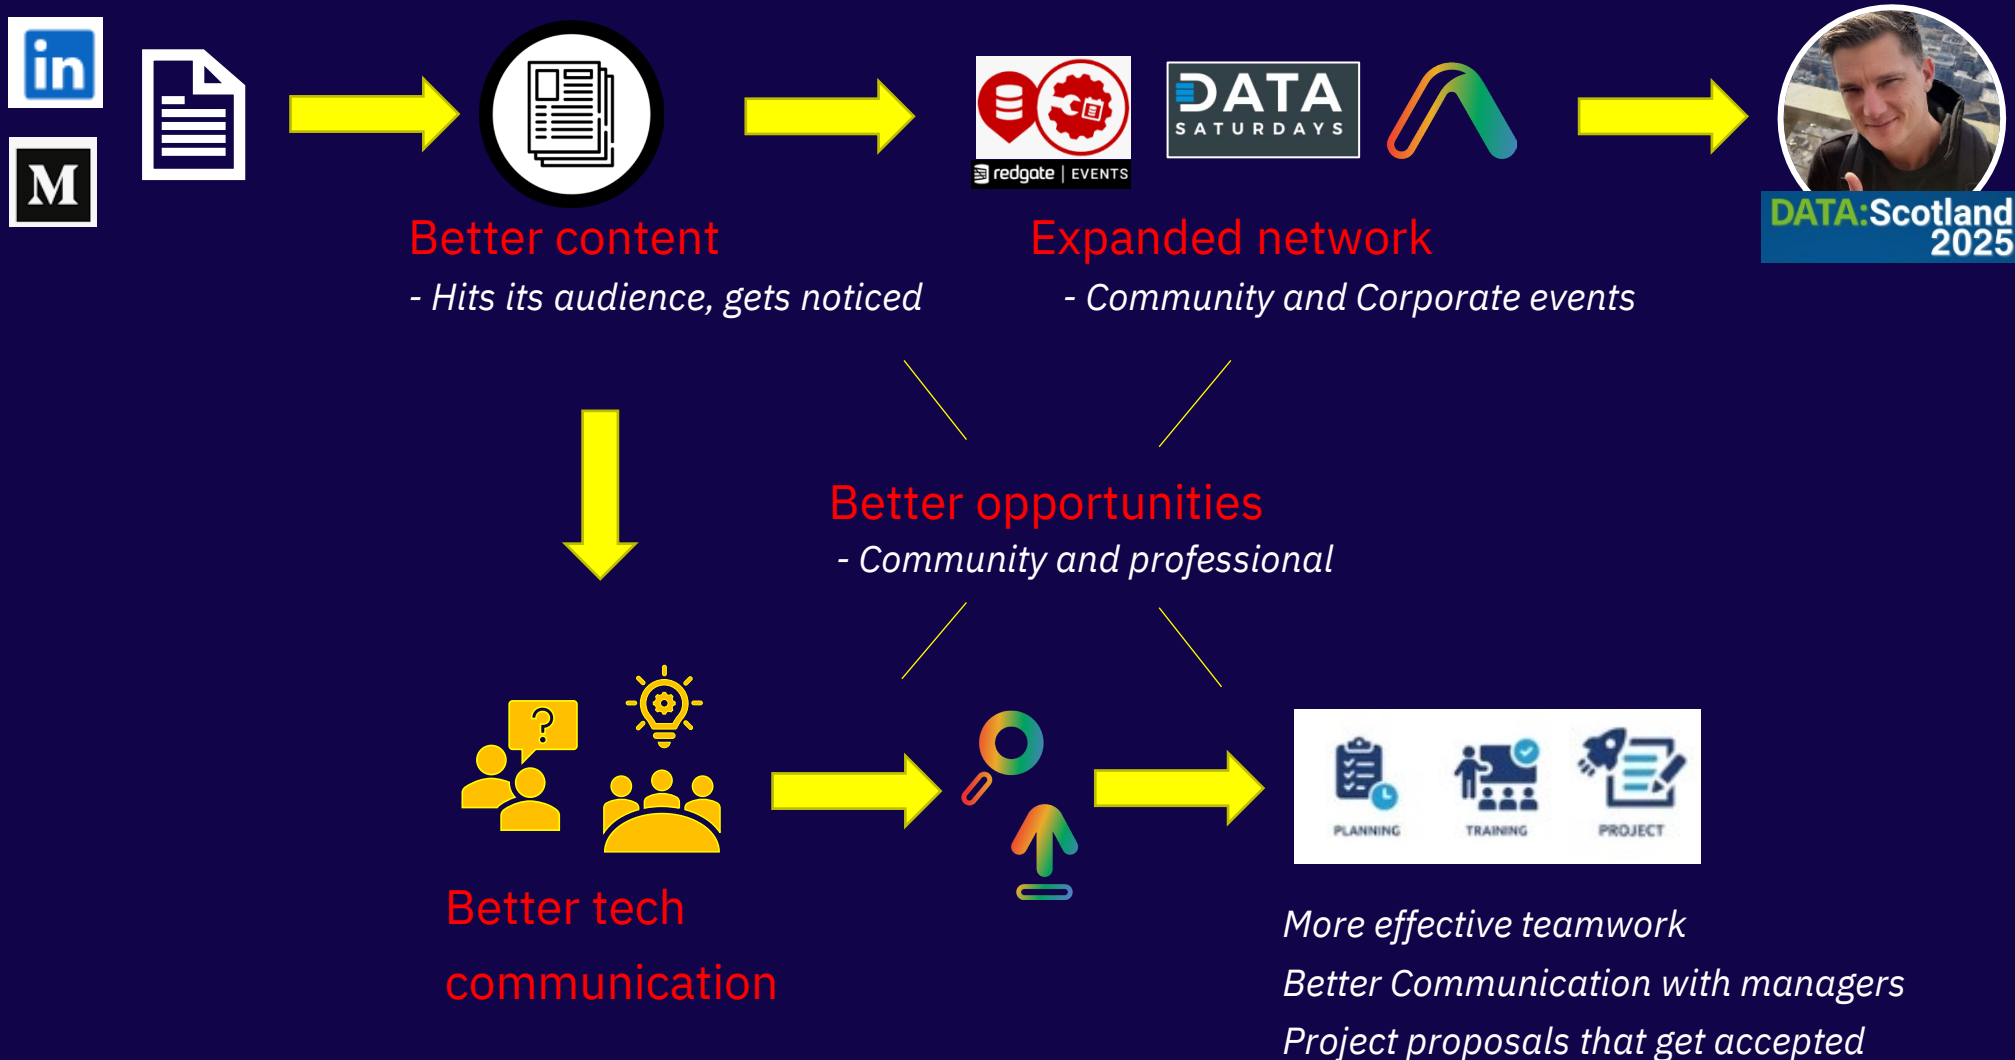 in
M
redgate | EVENTS
DATA
SATURDAYS
DATA:Scotland
2025
Better content
- Hits its audience, gets noticed
Expanded network
- Community and Corporate events
Better opportunities
- Community and professional
?
PLANNING
TRAINING
PROJECT
Better tech
communication
More effective teamwork
Better Communication with managers
Project proposals that get accepted